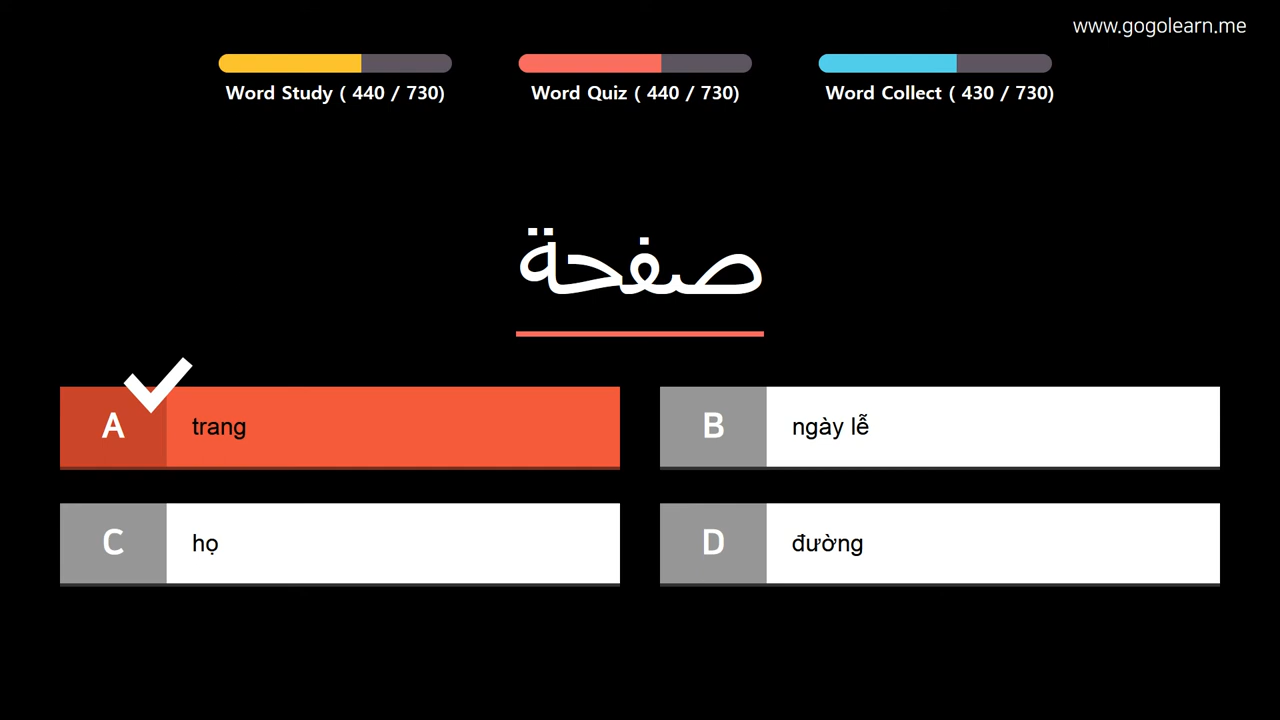 www.gogolearn.me
Word Study ( 440 / 730)
Word Quiz ( 440 / 730)
Word Collect ( 430 / 730)
صفحة
A trang
B ngày lễ
C họ
D đường